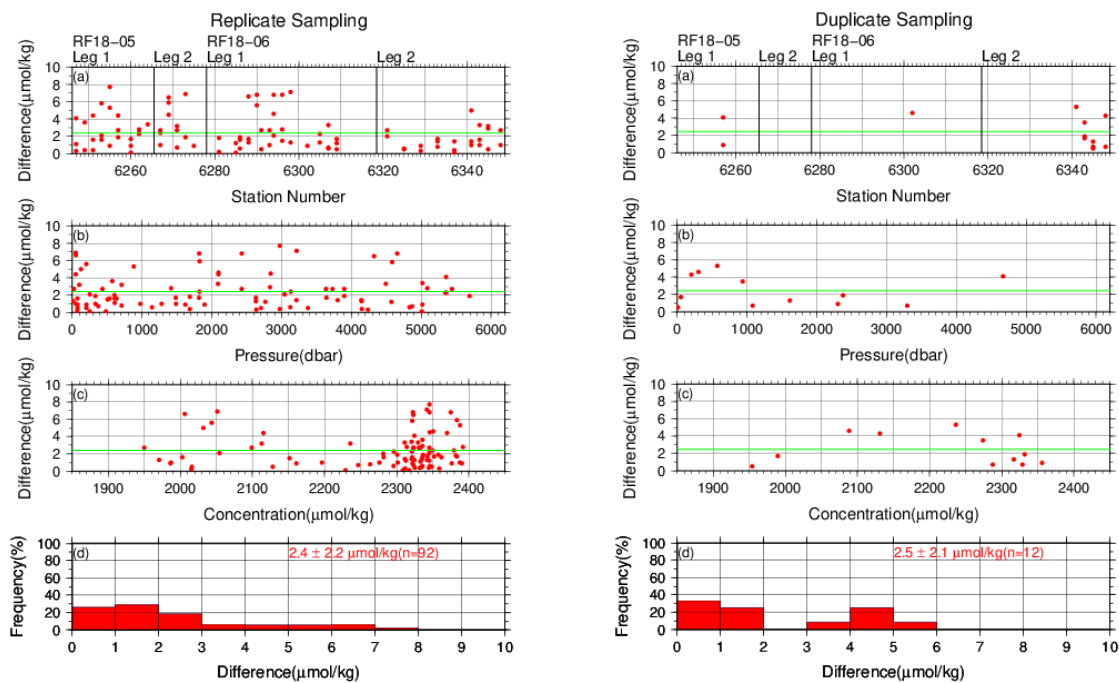 Replicate Sampling
RF18−05
RF18−06
Leg 1
Leg 2
Leg 1
Leg 2
(a)
Difference(μmol/kg)
10
8
6
4
2
0
6260
6280
6300
6320
6340
Station Number
(b)
Difference(μmol/kg)
10
8
6
4
2
0
0
1000
2000
3000
4000
5000
6000
Pressure(dbar)
(c)
Difference(μmol/kg)
10
8
6
4
2
0
1900
2000
2100
2200
2300
2400
Concentration(μmol/kg)
(d)
2.4 ± 2.2 μmol/kg(n=92)
Frequency(%)
100
80
60
40
20
0
0
1
2
3
4
5
6
7
8
9
10
Difference(μmol/kg)
Duplicate Sampling
RF18−05
RF18−06
Leg 1
Leg 2
Leg 1
Leg 2
(a)
Difference(μmol/kg)
10
8
6
4
2
0
6260
6280
6300
6320
6340
Station Number
(b)
Difference(μmol/kg)
10
8
6
4
2
0
0
1000
2000
3000
4000
5000
6000
Pressure(dbar)
(c)
Difference(μmol/kg)
10
8
6
4
2
0
1900
2000
2100
2200
2300
2400
Concentration(μmol/kg)
(d)
2.5 ± 2.1 μmol/kg(n=12)
Frequency(%)
100
80
60
40
20
0
0
1
2
3
4
5
6
7
8
9
10
Difference(μmol/kg)